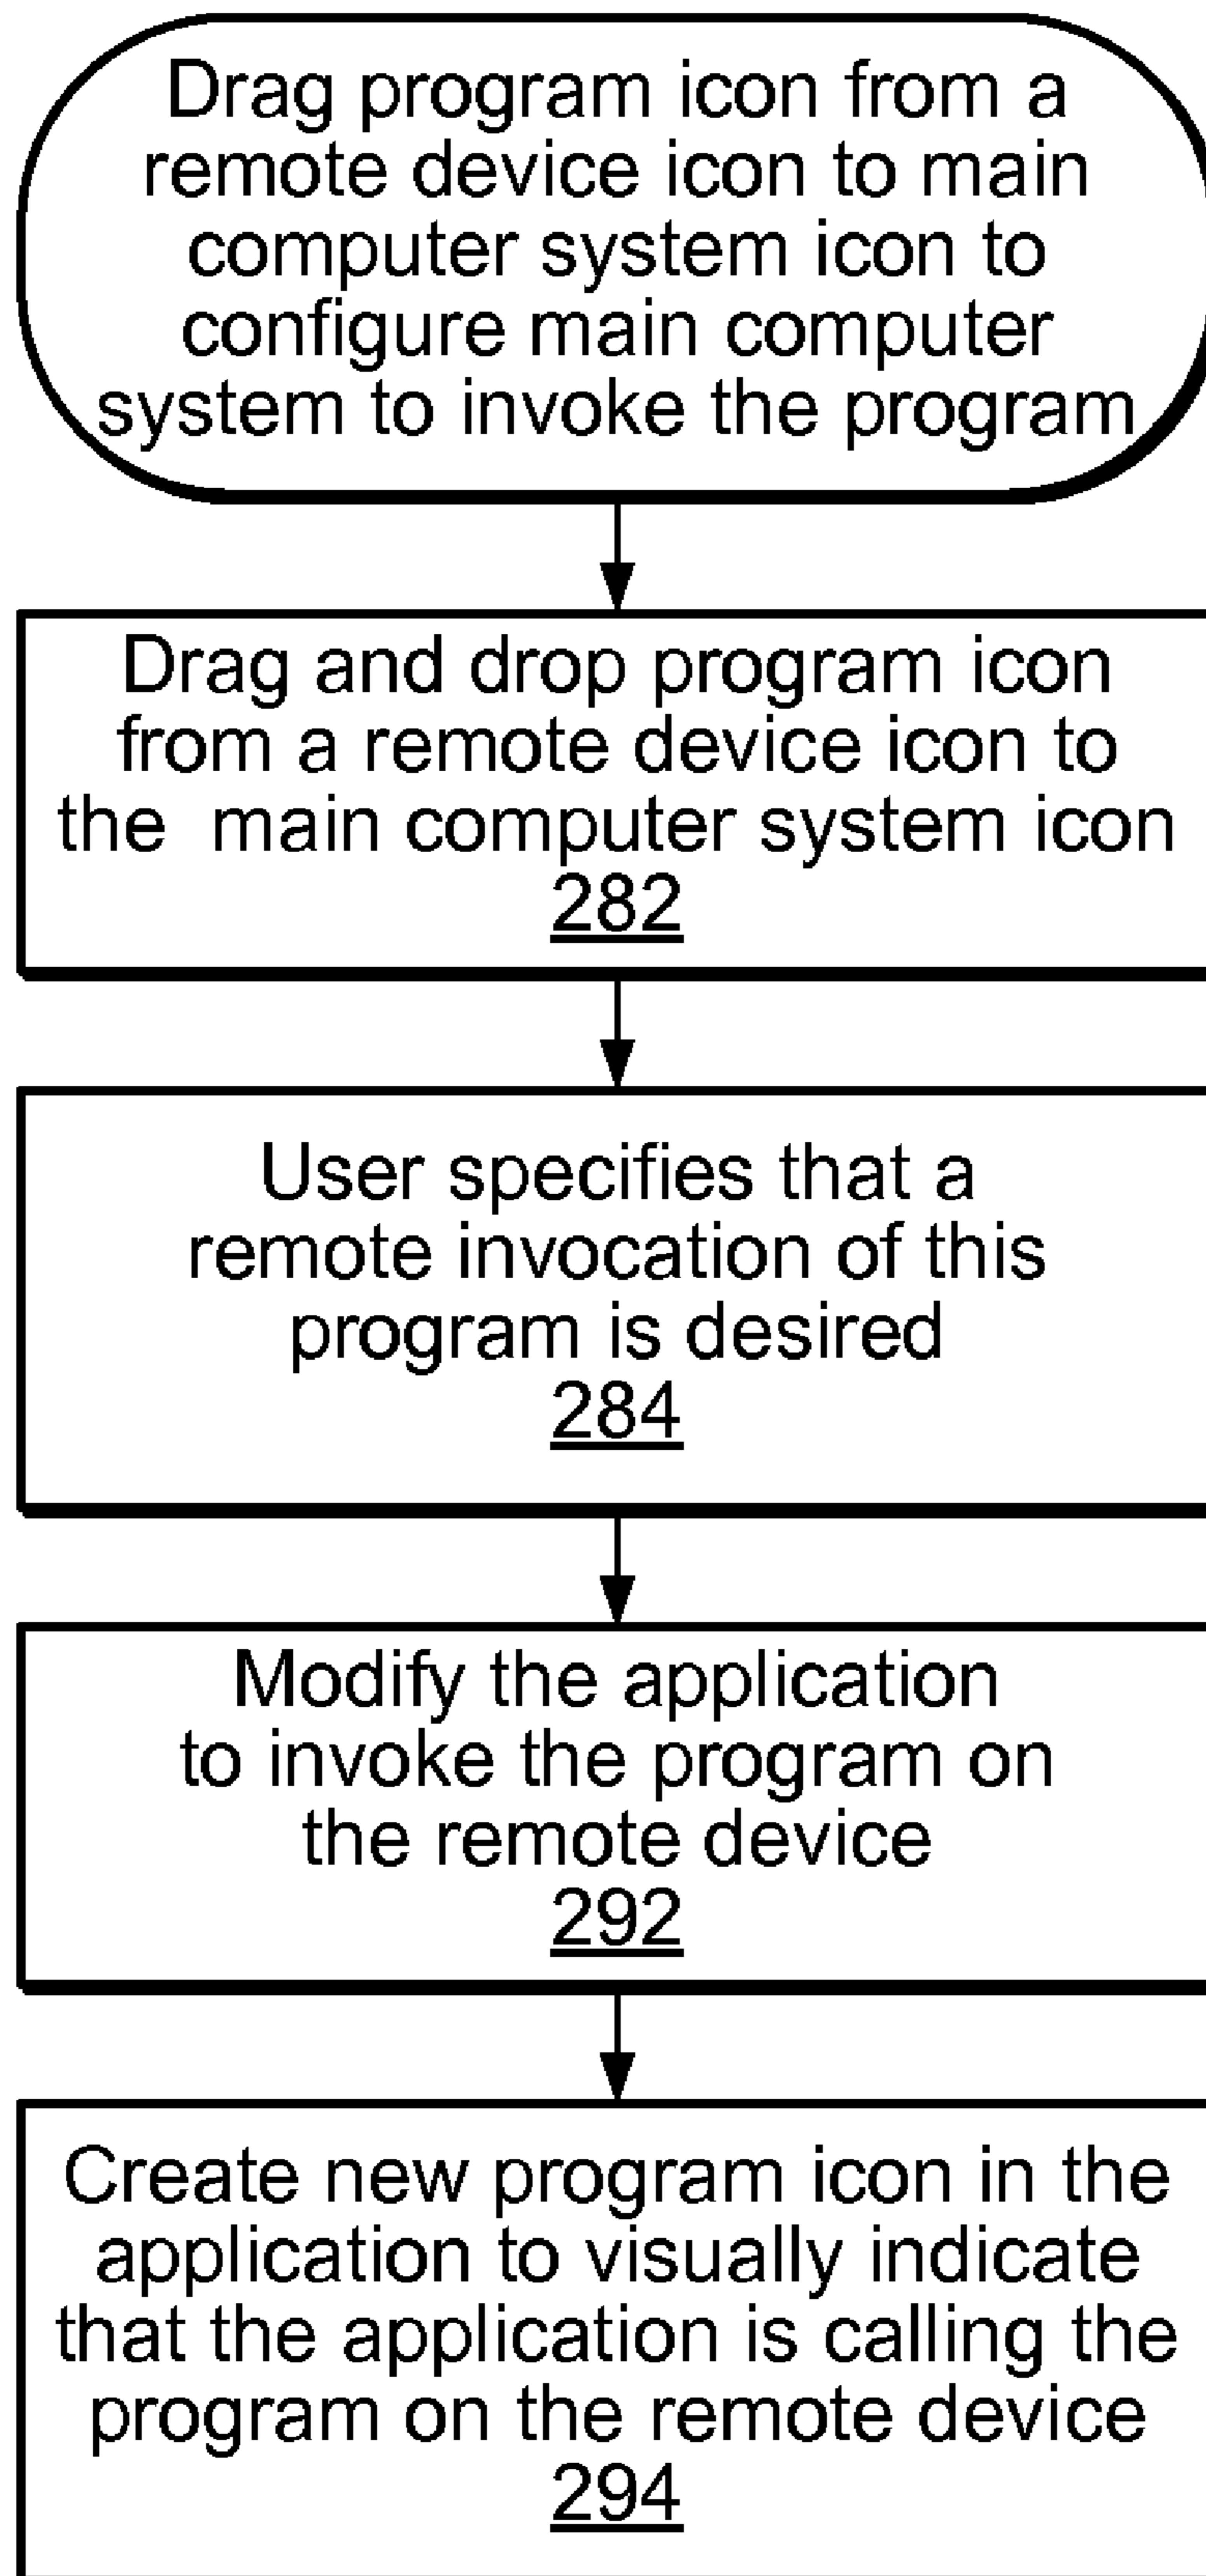 Drag program icon from a
remote device icon to main
computer system icon to
configure main computer
system to invoke the program
Drag and drop program icon
from a remote device icon to
the main computer system icon
282
User specifies that a
remote invocation of this
program is desired
284
Modify the application
to invoke the program on
the remote device
292
Create new program icon in the
application to visually indicate
that the application is calling the
program on the remote device
294